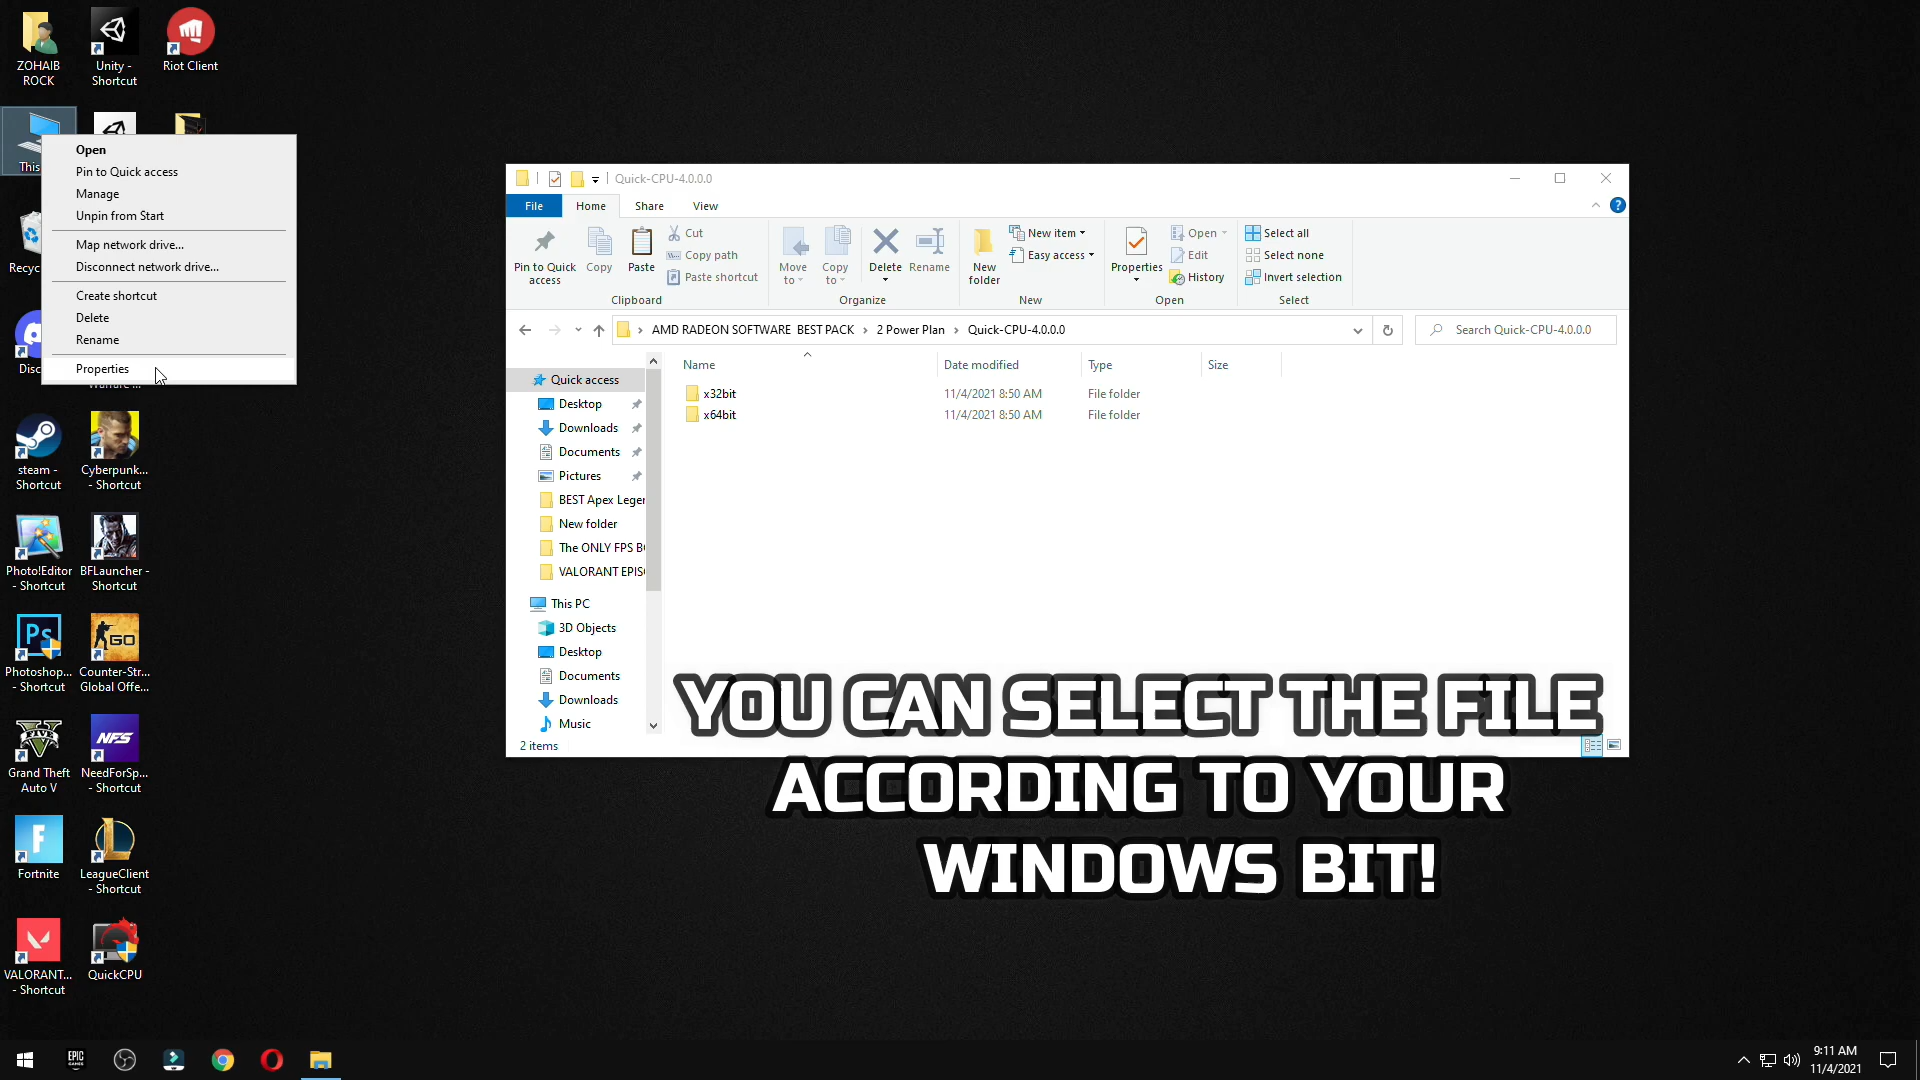 ZOHAIB
ROCK
Unity -
Shortcut
Riot Client
This
Open
Pin to Quick access
Manage
Unpin from Start
Map network drive...
Disconnect network drive...
Create shortcut
Delete
Rename
Properties
Recyc
Disc
steam -
Shortcut
Cyberpunk...
- Shortcut
Photo!Editor
- Shortcut
BFLauncher -
Shortcut
Ps
Photoshop...
- Shortcut
GO
Counter-Str...
Global Offe...
FIVE
Grand Theft
Auto V
NFS
NeedForSp...
- Shortcut
Fortnite
LeagueClient
- Shortcut
VALORANT...
- Shortcut
QuickCPU
Quick-CPU-4.0.0.0
File
Home
Share
View
Pin to Quick
access
Copy
Paste
Cut
Copy path
Paste shortcut
Clipboard
Move
to
Copy
to
Delete
Rename
Organize
New
folder
New item
Easy access
New
Properties
Open
Edit
History
Open
Select all
Select none
Invert selection
Select
AMD RADEON SOFTWARE BEST PACK
2 Power Plan
Quick-CPU-4.0.0.0
Search Quick-CPU-4.0.0.0
Name
Date modified
Type
Size
x32bit 11/4/2021 8:50 AM File folder
x64bit 11/4/2021 8:50 AM File folder
Quick access
Desktop
Downloads
Documents
Pictures
BEST Apex Leger
New folder
The ONLY FPS B
VALORANT EPIS
This PC
3D Objects
Desktop
Documents
Downloads
Music
2 items
YOU CAN SELECT THE FILE
ACCORDING TO YOUR
WINDOWS BIT!
EPIC
GAMES
9:11 AM
11/4/2021